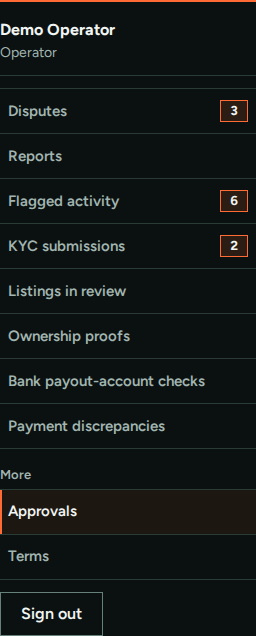 Demo Operator
Operator
Disputes 3
Reports
Flagged activity 6
KYC submissions 2
Listings in review
Ownership proofs
Bank payout-account checks
Payment discrepancies
More
Approvals
Terms
Sign out